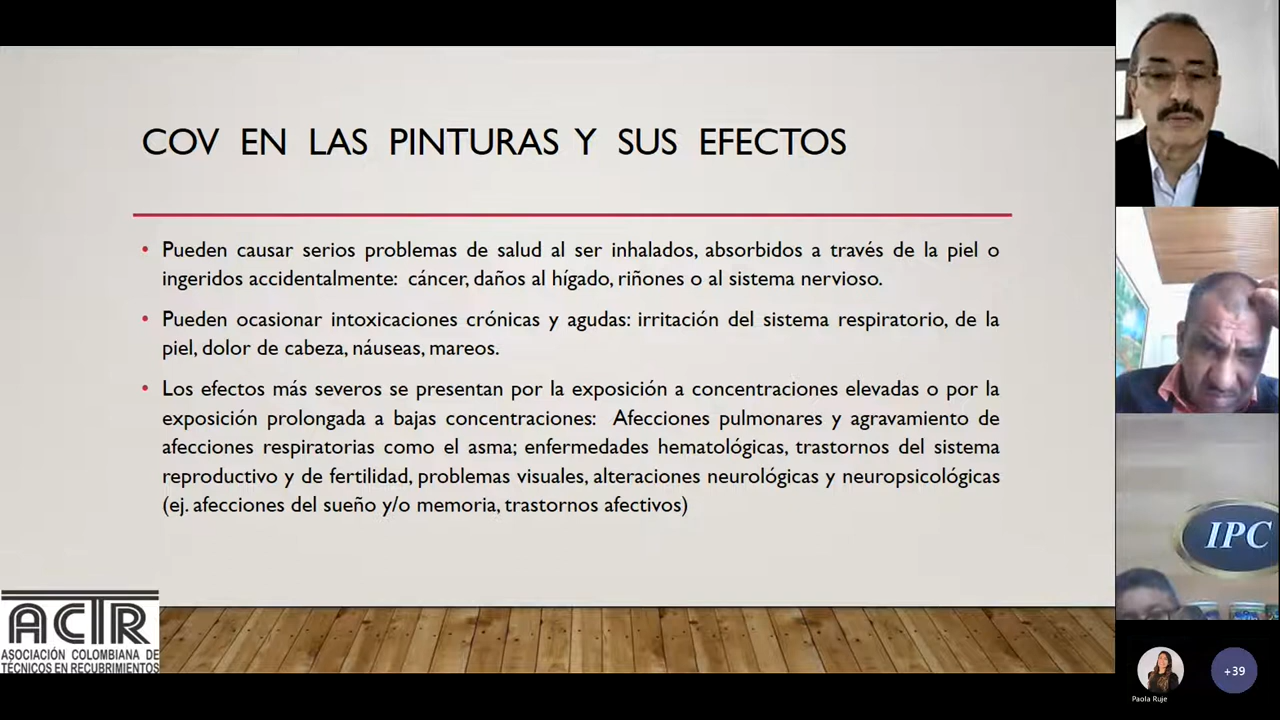 COV EN LAS PINTURAS Y SUS EFECTOS
• Pueden causar serios problemas de salud al ser inhalados, absorbidos a través de la piel o
ingeridos accidentalmente: cáncer, daños al hígado, riñones o al sistema nervioso.
• Pueden ocasionar intoxicaciones crónicas y agudas: irritación del sistema respiratorio, de la
piel, dolor de cabeza, náuseas, mareos.
• Los efectos más severos se presentan por la exposición a concentraciones elevadas o por la
exposición prolongada a bajas concentraciones: Afecciones pulmonares y agravamiento de
afecciones respiratorias como el asma; enfermedades hematológicas, trastornos del sistema
reproductivo y de fertilidad, problemas visuales, alteraciones neurológicas y neuropsicológicas
(ej. afecciones del sueño y/o memoria, trastornos afectivos)
ACTR
ASOCIACIÓN COLOMBIANA DE
TÉCNICOS EN RECUBRIMIENTOS
IPC
Paola Ruje
+39